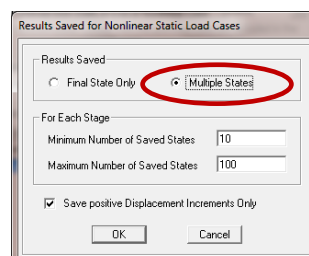 Results Saved for Nonlinear Static Load Cases
Results Saved
Final State Only Multiple States
For Each Stage
Minimum Number of Saved States 10
Maximum Number of Saved States 100
Save positive Displacement Increments Only
OK Cancel